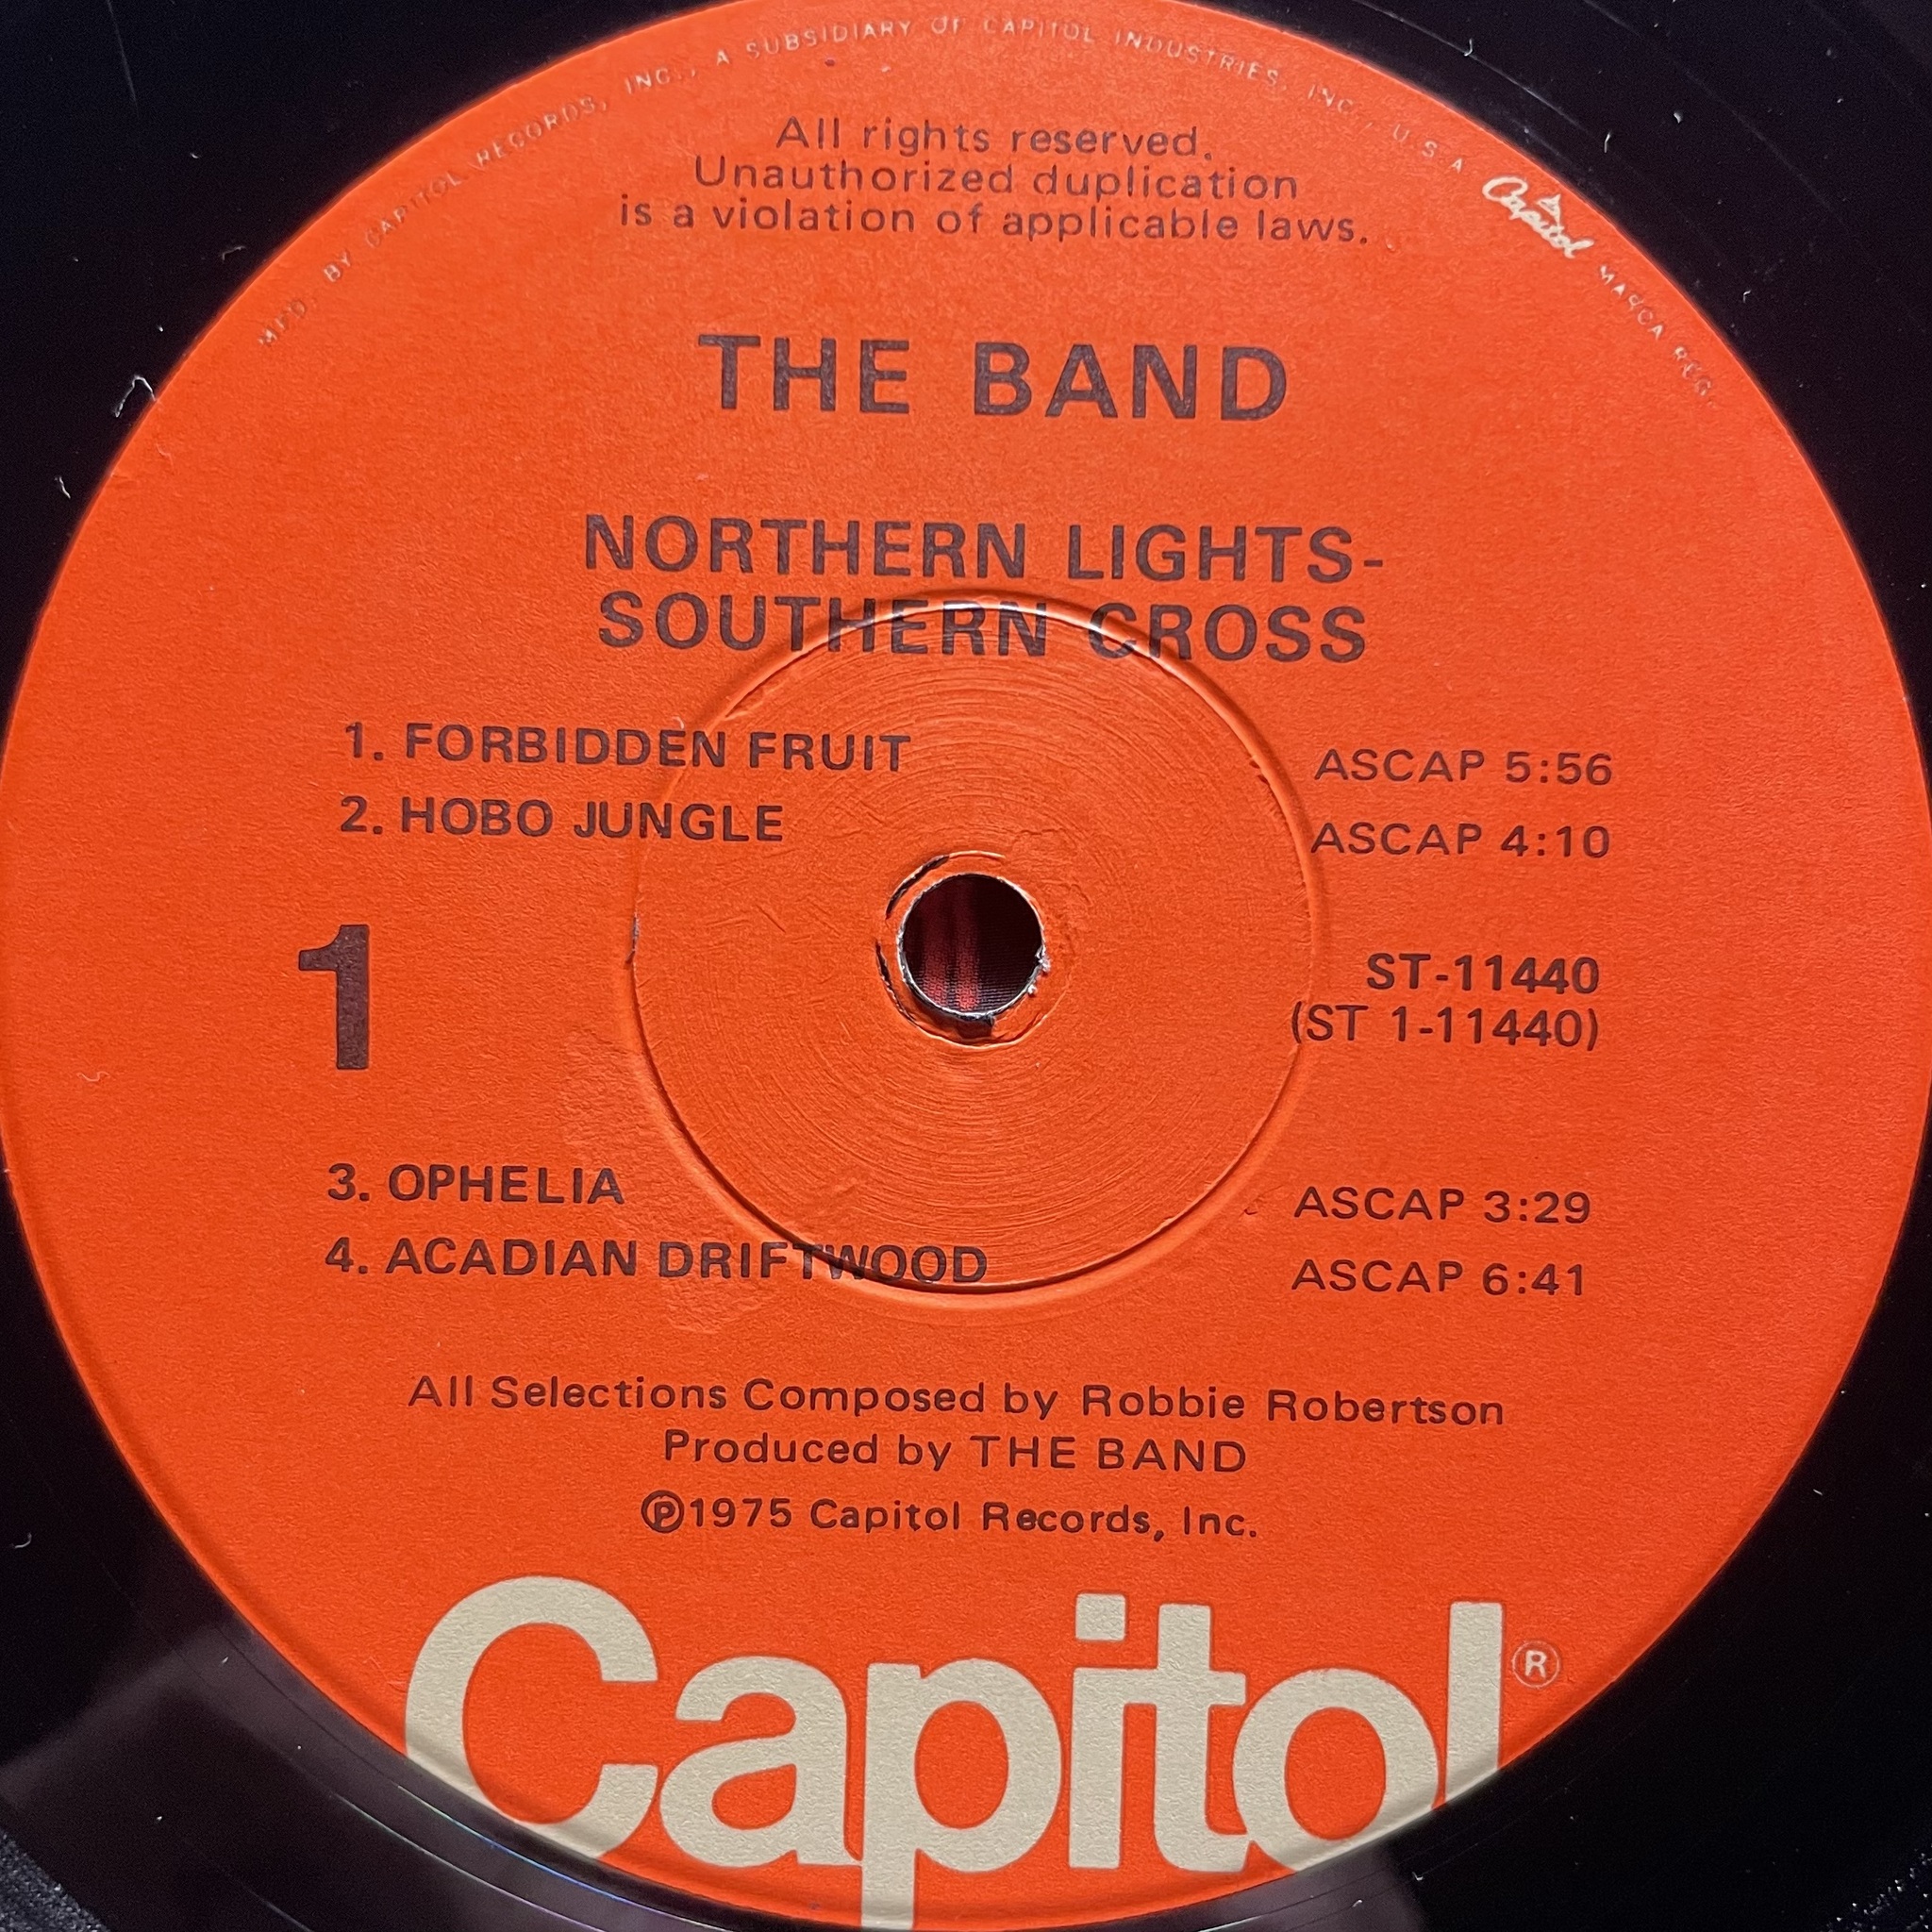 MFD. BY CAPITOL RECORDS, INC., A SUBSIDIARY OF CAPITOL INDUSTRIES, INC., U.S.A. Capitol MARCA REG.
All rights reserved.
Unauthorized duplication
is a violation of applicable laws.
THE BAND
NORTHERN LIGHTS-
SOUTHERN CROSS
1. FORBIDDEN FRUIT ASCAP 5:56
2. HOBO JUNGLE ASCAP 4:10
1
ST-11440
(ST 1-11440)
3. OPHELIA ASCAP 3:29
4. ACADIAN DRIFTWOOD ASCAP 6:41
All Selections Composed by Robbie Robertson
Produced by THE BAND
℗1975 Capitol Records, Inc.
Capitol®